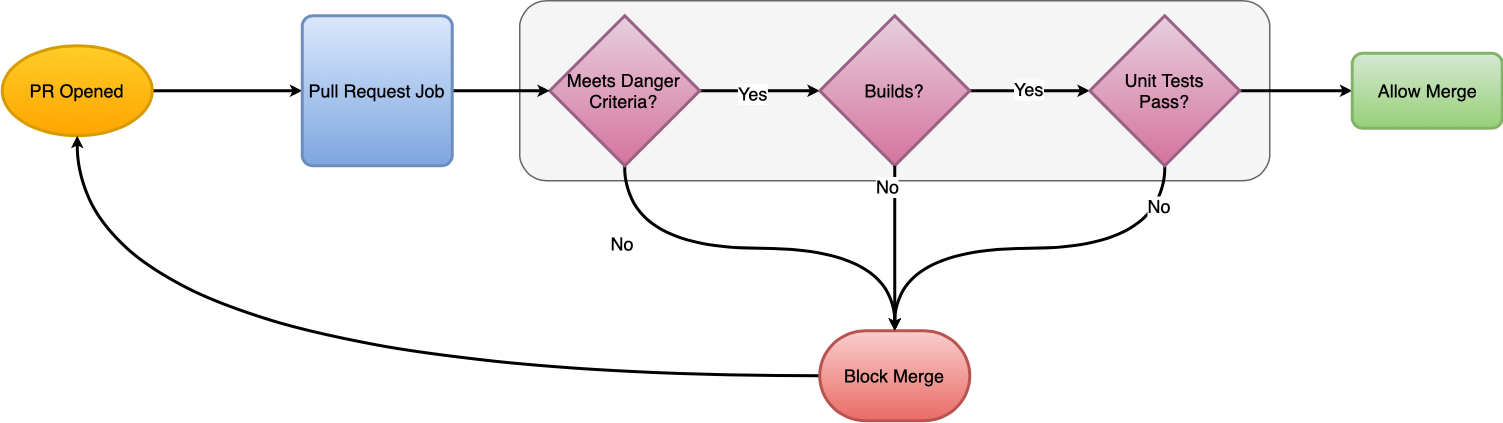 PR Opened
Pull Request Job
Meets Danger
Criteria?
Yes
Builds?
Yes
Unit Tests
Pass?
Allow Merge
No
No
No
Block Merge